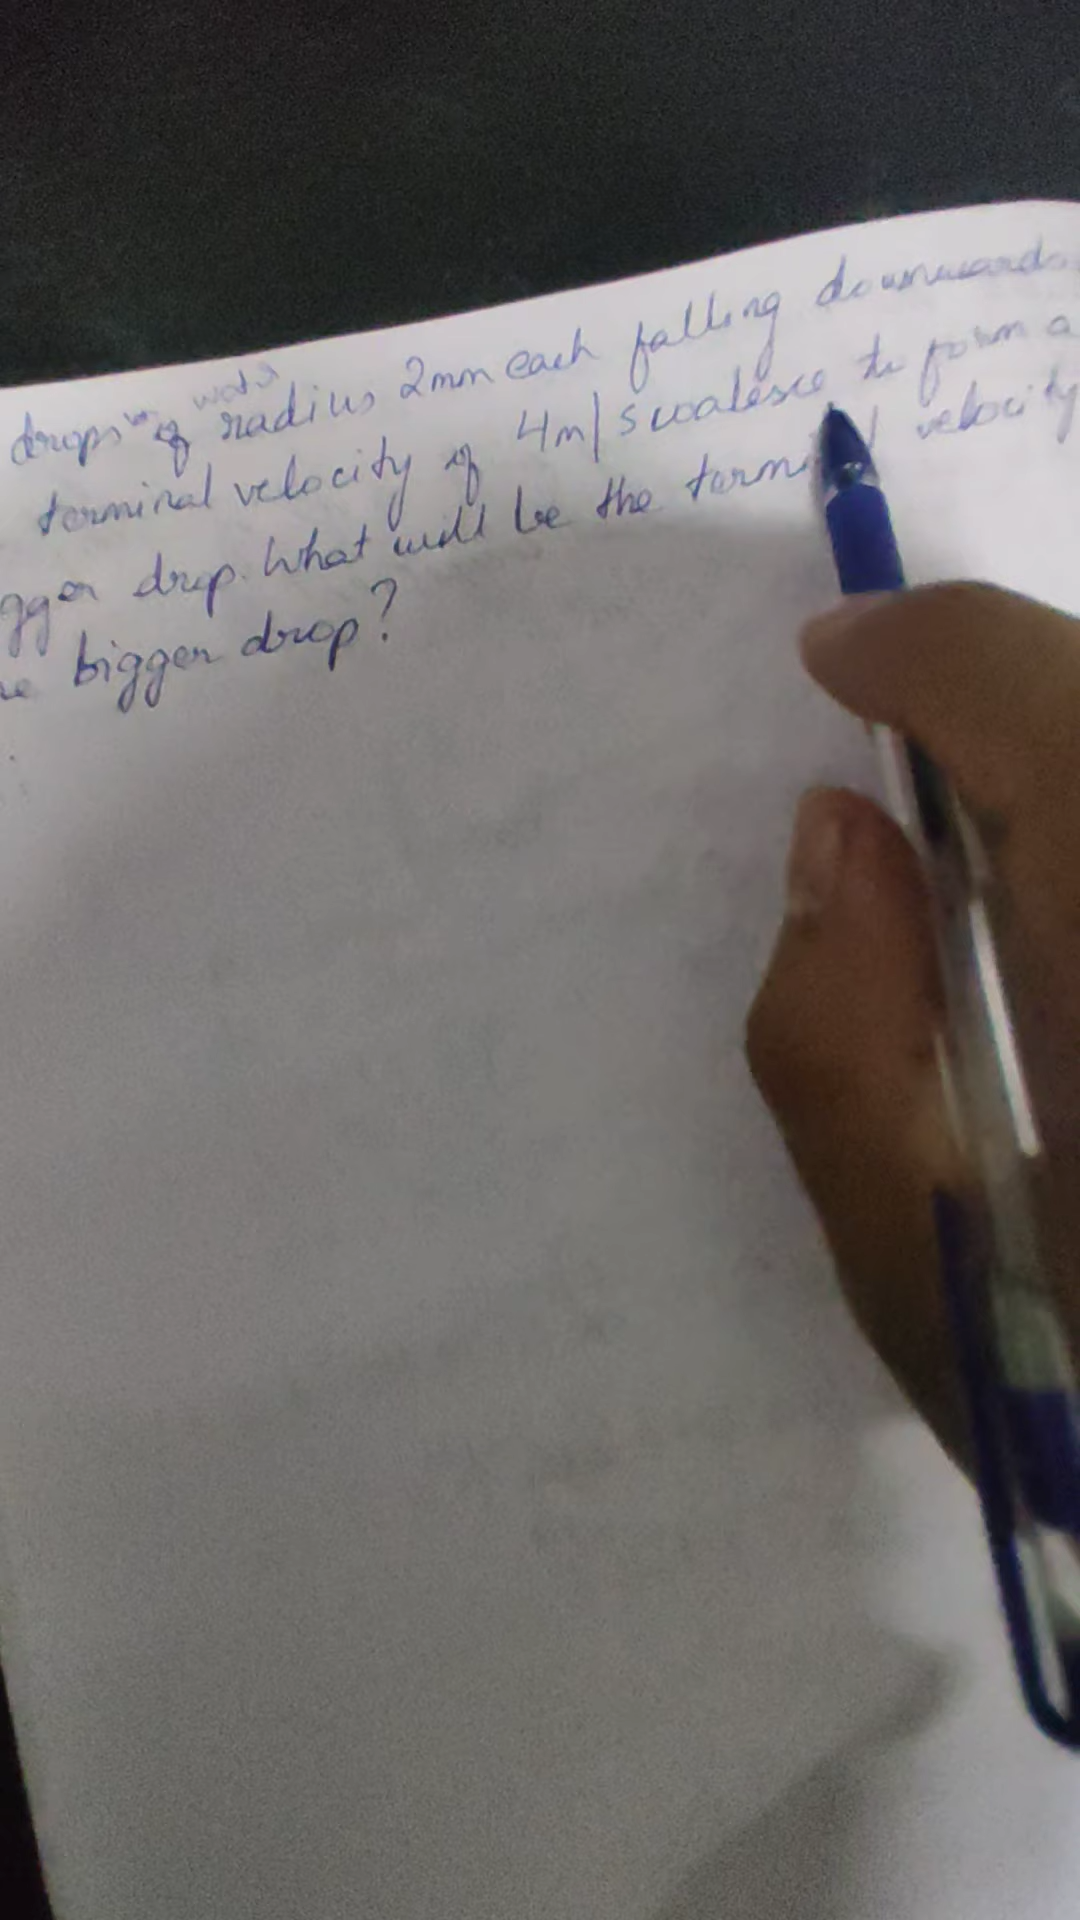 drops of water radius 2mm each falling downwards
terminal velocity of 4m/s coalesce to form a
gger drop. What will be the terminal velocity
bigger drop?